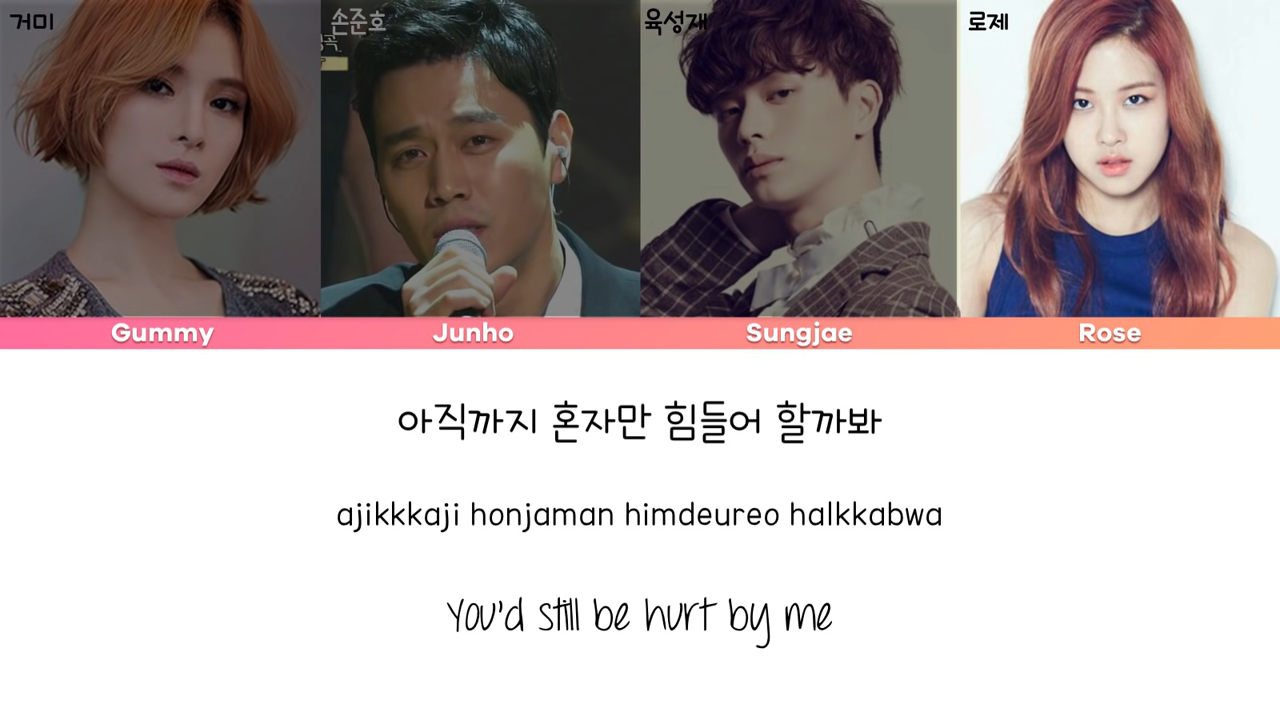 거미
손준호
육성재
로제
Gummy
Junho
Sungjae
Rose
아직까지 혼자만 힘들어 할까봐
ajikkkaji honjaman himdeureo halkkabwa
You'd still be hurt by me